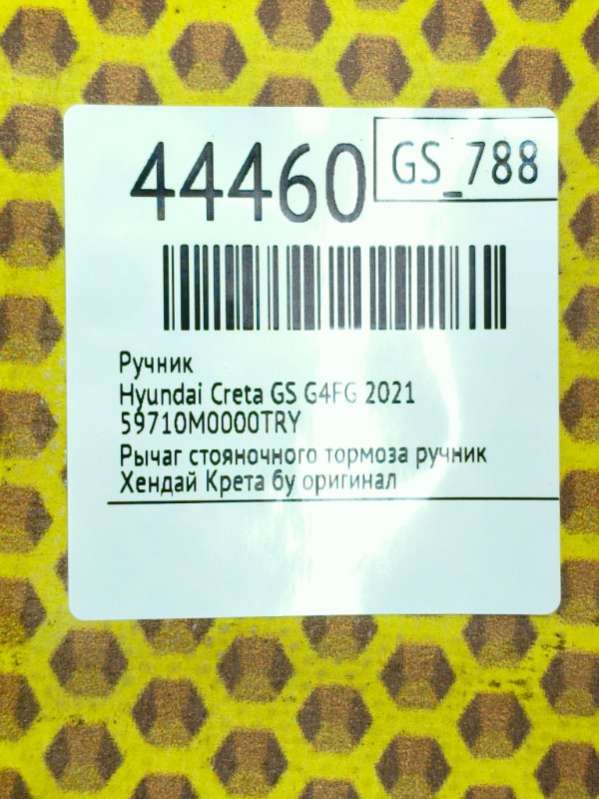 44460
GS_788
Ручник
Hyundai Creta GS G4FG 2021
59710M0000TRY
Рычаг стояночного тормоза ручник
Хендай Крета бу оригинал